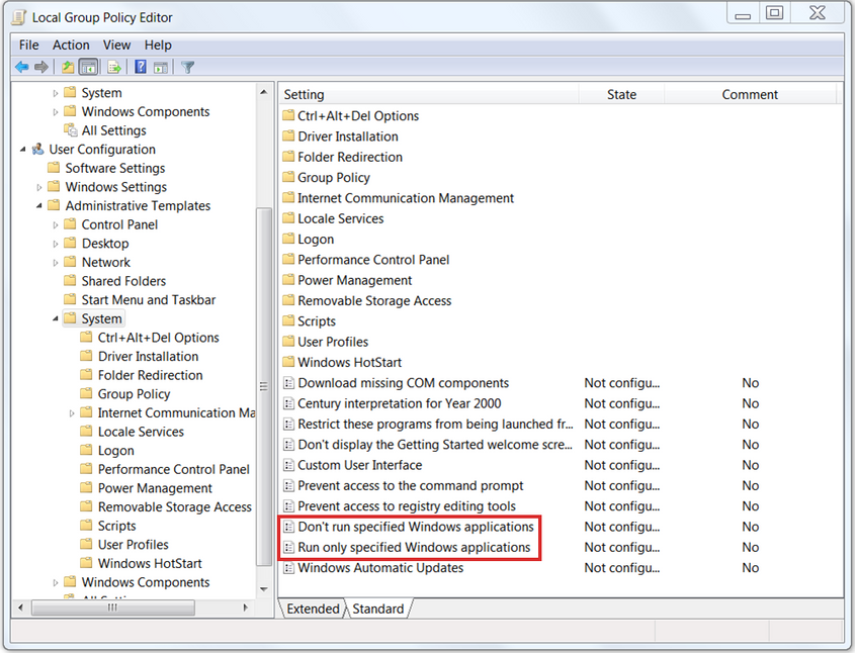 Local Group Policy Editor
File Action View Help
System
Windows Components
All Settings
User Configuration
Software Settings
Windows Settings
Administrative Templates
Control Panel
Desktop
Network
Shared Folders
Start Menu and Taskbar
System
Ctrl+Alt+Del Options
Driver Installation
Folder Redirection
Group Policy
Internet Communication Ma
Locale Services
Logon
Performance Control Panel
Power Management
Removable Storage Access
Scripts
User Profiles
Windows HotStart
Windows Components
Setting State Comment
Ctrl+Alt+Del Options
Driver Installation
Folder Redirection
Group Policy
Internet Communication Management
Locale Services
Logon
Performance Control Panel
Power Management
Removable Storage Access
Scripts
User Profiles
Windows HotStart
Download missing COM components Not configu... No
Century interpretation for Year 2000 Not configu... No
Restrict these programs from being launched fr... Not configu... No
Don't display the Getting Started welcome scre... Not configu... No
Custom User Interface Not configu... No
Prevent access to the command prompt Not configu... No
Prevent access to registry editing tools Not configu... No
Don't run specified Windows applications Not configu... No
Run only specified Windows applications Not configu... No
Windows Automatic Updates Not configu... No
Extended Standard